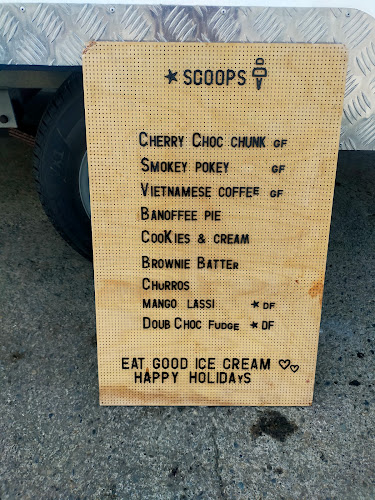 ★ SCOOPS
CHERRY CHOC CHUNK GF
SMOKEY POKEY GF
VIETNAMESE COFFEE GF
BANOFFEE PIE
COOKIES & CREAM
BROWNIE BATTER
CHURROS
MANGO LASSI ★ DF
DOUB CHOC FUDGE ★ DF
EAT GOOD ICE CREAM ♡♡
HAPPY HOLIDAyS